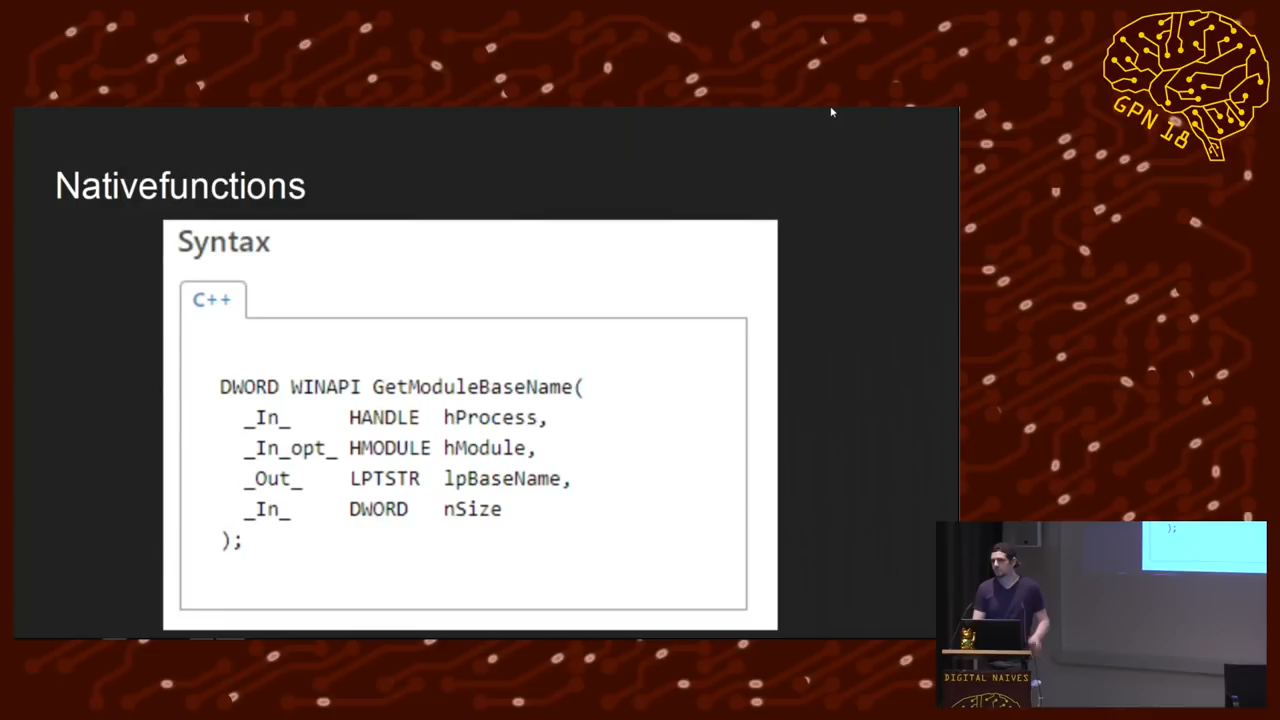 GPN 18
Nativefunctions
Syntax
C++
DWORD WINAPI GetModuleBaseName(
_In_ HANDLE hProcess,
_In_opt_ HMODULE hModule,
_Out_ LPTSTR lpBaseName,
_In_ DWORD nSize
);
);
DIGITAL NAIVES